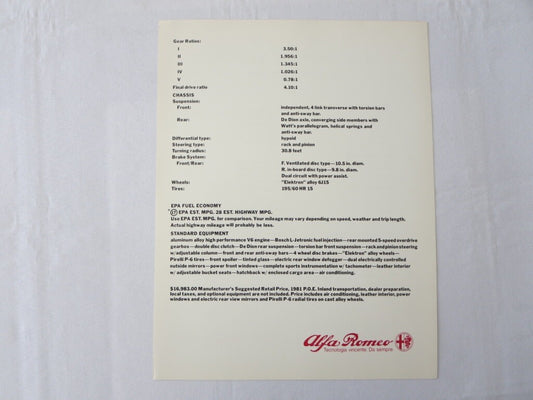 Gear Ratios:
I 3.50:1
II 1.956:1
III 1.345:1
IV 1.026:1
V 0.78:1
Final drive ratio 4.10:1
CHASSIS
Suspension:
Front: independent, 4 link transverse with torsion bars
and anti-sway bar.
Rear: De Dion axle, converging side members with
Watt's parallelogram, helical springs and
anti-sway bar.
Differential type: hypoid
Steering type: rack and pinion
Turning radius: 30.8 feet
Brake System:
Front/Rear: F. Ventilated disc type—10.5 in. diam.
R. in-board disc type—9.8 in. diam.
Dual circuit with power assist.
Wheels: "Elektron" alloy 6J15
Tires: 195/60 HR 15
EPA FUEL ECONOMY
EPA EST. MPG. 28 EST. HIGHWAY MPG.
Use EPA EST. MPG. for comparison. Your mileage may vary depending on speed, weather and trip length.
Actual highway mileage will probably be less.
STANDARD EQUIPMENT
aluminum alloy high performance V6 engine—Bosch L-Jetronic fuel injection—rear mounted 5-speed overdrive
gearbox—double disc clutch—De Dion rear suspension—torsion bar front suspension—rack and pinion steering
w/adjustable column—front and rear anti-sway bars—4 wheel disc brakes—"Elektron" alloy wheels—
Pirelli P-6 tires—front spoiler—tinted glass—electric rear window defogger—dual electrically controlled
outside mirrors—power front windows—complete sports instrumentation w/tachometer—leather interior
w/adjustable bucket seats—hatchback w/enclosed cargo area—air conditioning.
$16,983.00 Manufacturer's Suggested Retail Price, 1981 P.O.E. Inland transportation, dealer preparation,
local taxes, and optional equipment are not included. Price includes air conditioning, leather interior, power
windows and electric rear view mirrors and Pirelli P-6 radial tires on cast alloy wheels.
Alfa Romeo
Tecnologia vincente. Da sempre.